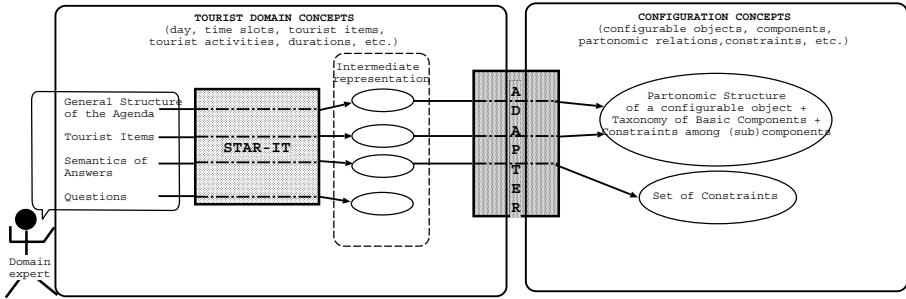 TOURIST DOMAIN CONCEPTS
(day, time slots, tourist items,
tourist activities, durations, etc.)
CONFIGURATION CONCEPTS
(configurable objects, components,
partonomic relations,constraints, etc.)
Intermediate
representation
General Structure
of the Agenda
Tourist Items
Semantics of
Answers
Questions
STAR-IT
A
D
A
P
T
E
R
Partonomic Structure
of a configurable object +
Taxonomy of Basic Components +
Constraints among (sub)components
Set of Constraints
Domain
expert